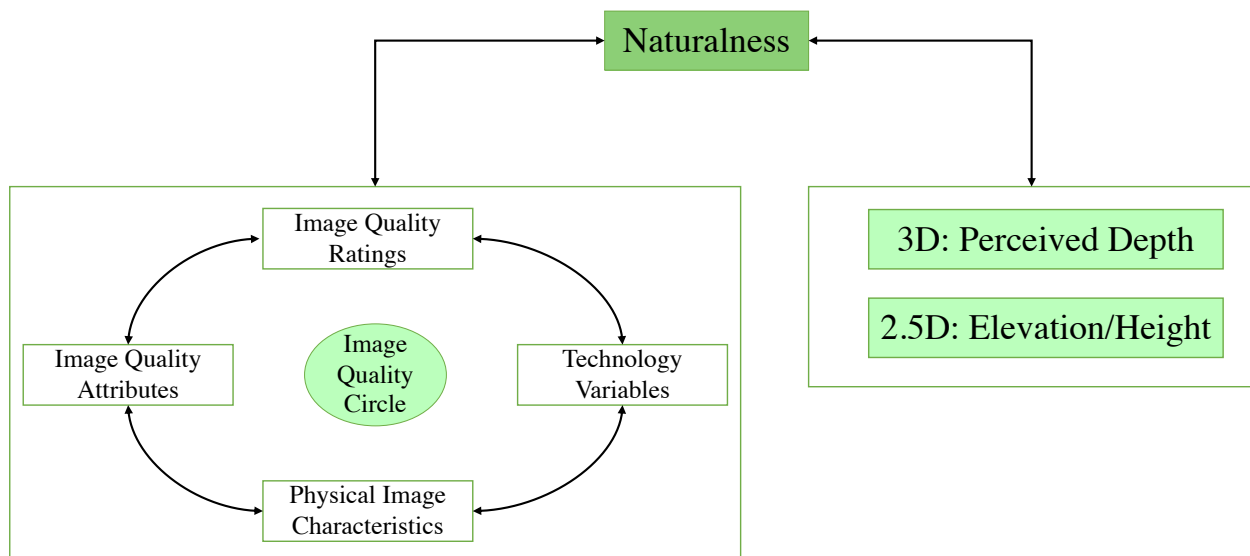 Naturalness
Image Quality
Ratings
Image Quality
Attributes
Image
Quality
Circle
Technology
Variables
Physical Image
Characteristics
3D: Perceived Depth
2.5D: Elevation/Height